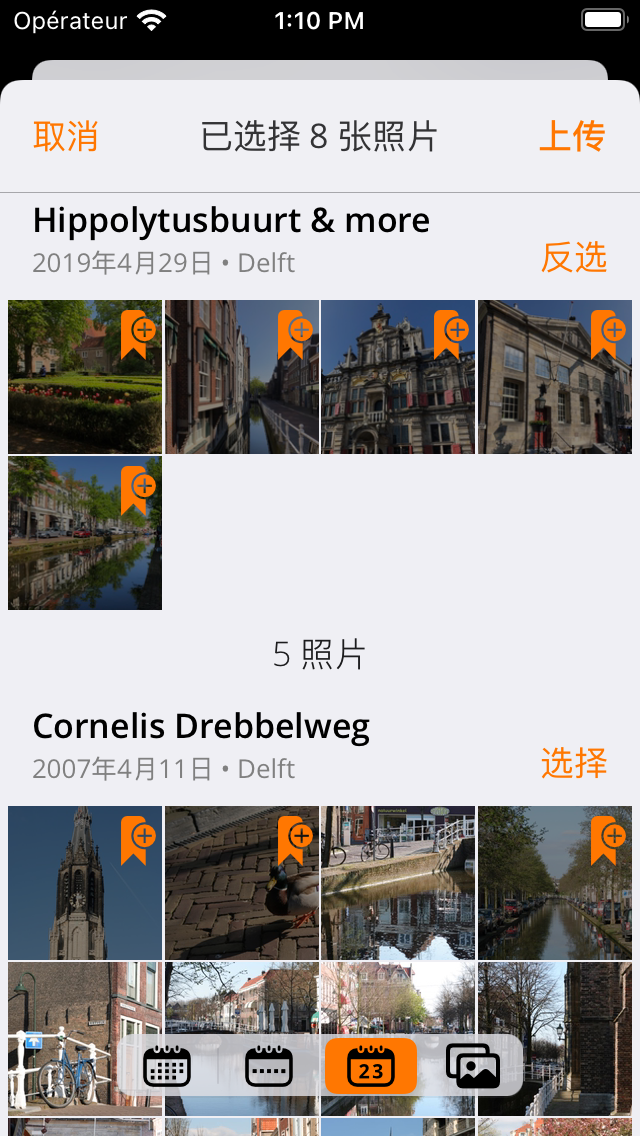 Opérateur 1:10 PM
取消 已选择 8 张照片 上传
Hippolytusbuurt & more
2019年4月29日 • Delft 反选
5 照片
Cornelis Drebbelweg
2007年4月11日 • Delft 选择
23